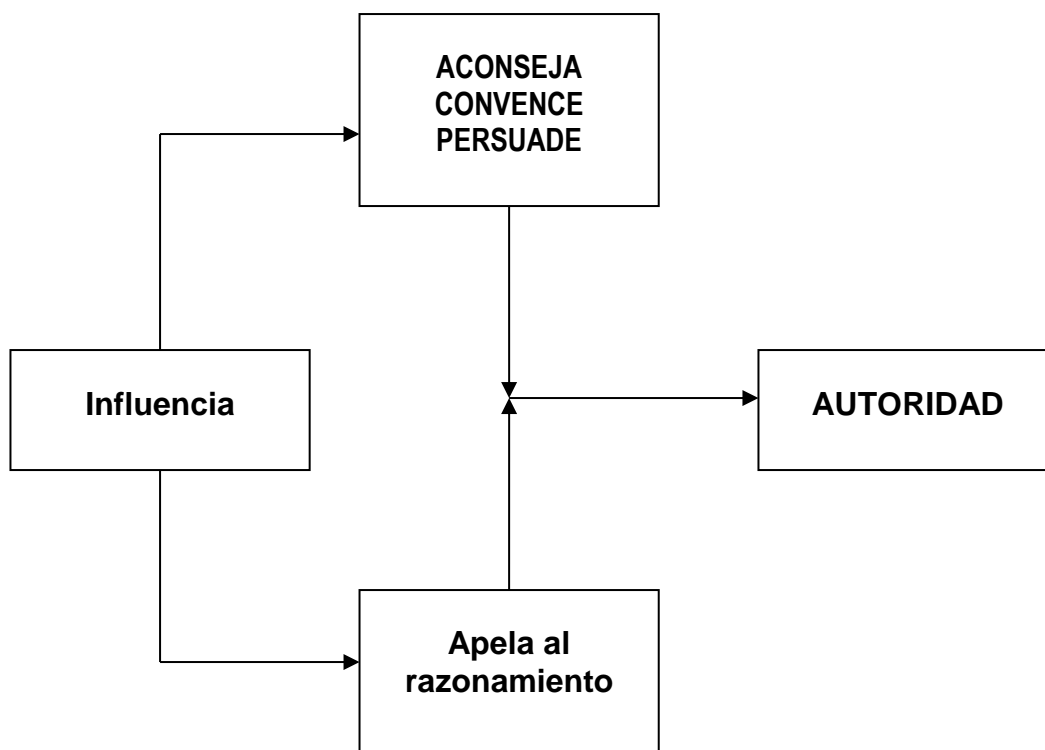 ACONSEJA
CONVENCE
PERSUADE
Influencia
AUTORIDAD
Apela al
razonamiento